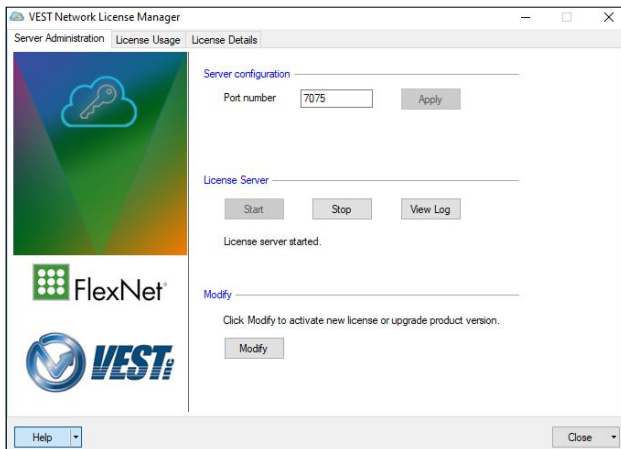 VEST Network License Manager
Server Administration License Usage License Details
Server configuration
Port number 7075 Apply
License Server
Start Stop View Log
License server started.
FlexNet
Modify
Click Modify to activate new license or upgrade product version.
VESTi
Modify
Help Close